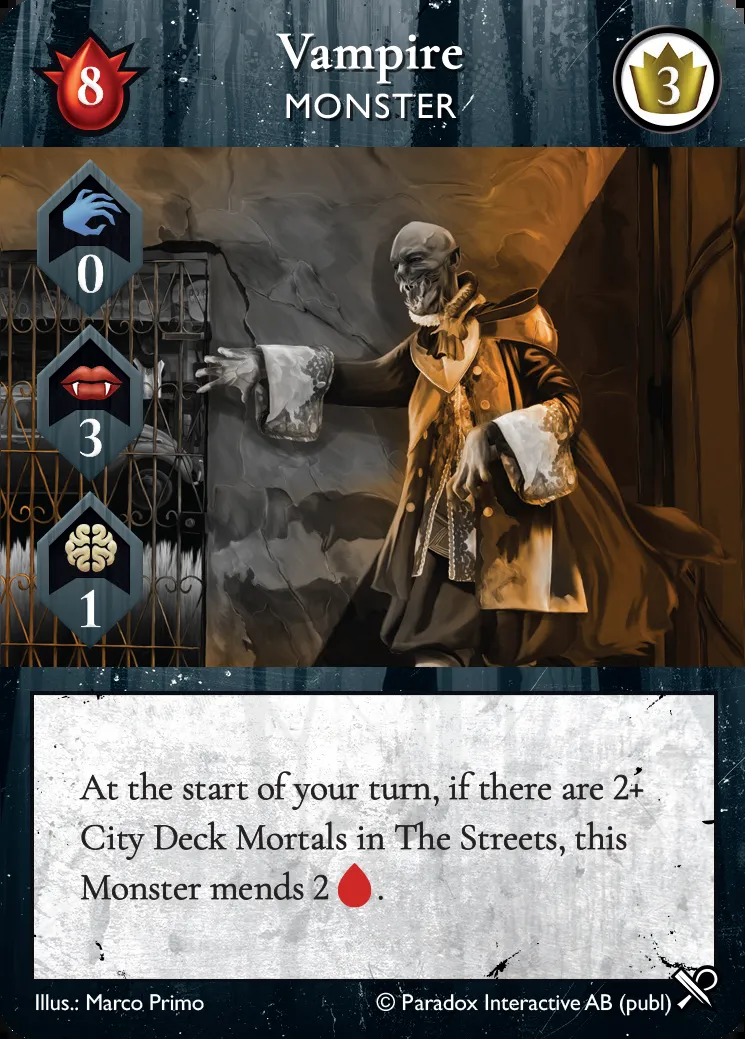 8
Vampire
MONSTER
3
0
3
1
At the start of your turn, if there are 2+
City Deck Mortals in The Streets, this
Monster mends 2 .
Illus.: Marco Primo
© Paradox Interactive AB (publ)